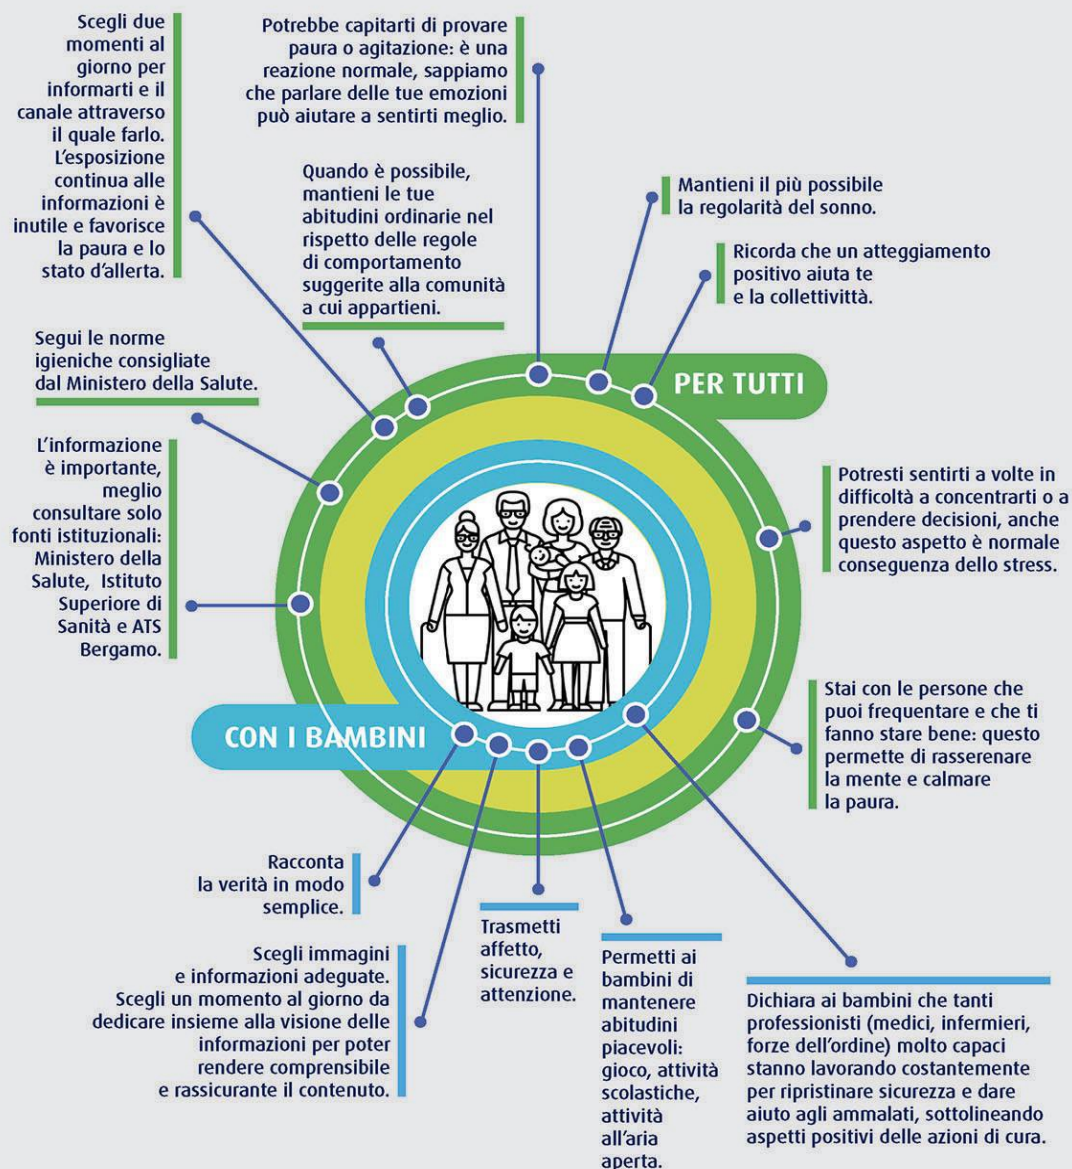 Scegli due
momenti al
giorno per
informarti e il
canale attraverso
il quale farlo.
L'esposizione
continua alle
informazioni è
inutile e favorisce
la paura e lo
stato d'allerta.
Potrebbe capitarti di provare
paura o agitazione: è una
reazione normale, sappiamo
che parlare delle tue emozioni
può aiutare a sentirti meglio.
Quando è possibile,
mantieni le tue
abitudini ordinarie nel
rispetto delle regole
di comportamento
suggerite alla comunità
a cui appartieni.
Mantieni il più possibile
la regolarità del sonno.
Ricorda che un atteggiamento
positivo aiuta te
e la collettivittà.
Segui le norme
igieniche consigliate
dal Ministero della Salute.
PER TUTTI
L'informazione
è importante,
meglio
consultare solo
fonti istituzionali:
Ministero della
Salute, Istituto
Superiore di
Sanità e ATS
Bergamo.
Potresti sentirti a volte in
difficoltà a concentrarti o a
prendere decisioni, anche
questo aspetto è normale
conseguenza dello stress.
Stai con le persone che
puoi frequentare e che ti
fanno stare bene: questo
permette di rasserenare
la mente e calmare
la paura.
CON I BAMBINI
Racconta
la verità in modo
semplice.
Scegli immagini
e informazioni adeguate.
Scegli un momento al giorno da
dedicare insieme alla visione delle
informazioni per poter
rendere comprensibile
e rassicurante il contenuto.
Trasmetti
affetto,
sicurezza e
attenzione.
Permetti ai
bambini di
mantenere
abitudini
piacevoli:
gioco, attività
scolastiche,
attività
all'aria
aperta.
Dichiara ai bambini che tanti
professionisti (medici, infermieri,
forze dell'ordine) molto capaci
stanno lavorando costantemente
per ripristinare sicurezza e dare
aiuto agli ammalati, sottolineando
aspetti positivi delle azioni di cura.